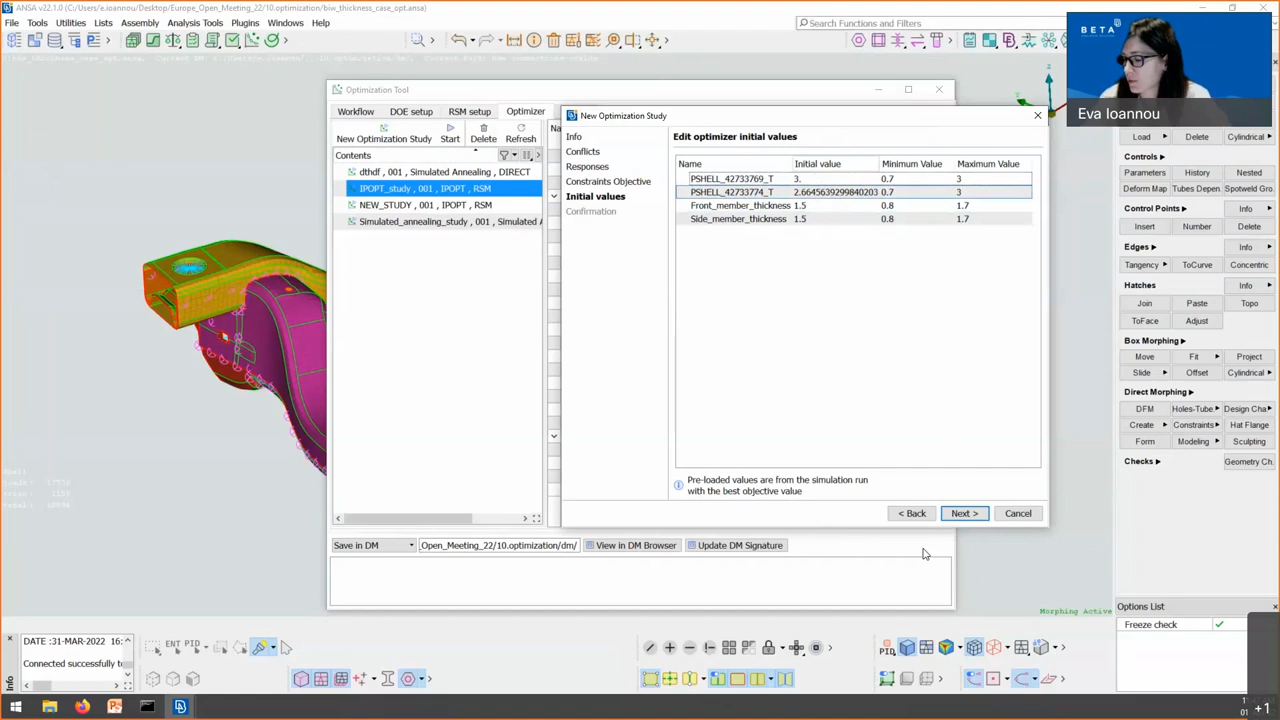 ANSA v22.1.0 | C:/Users/e.ioannou/Desktop/Europe_Open_Meeting_22/10.optimization/biw_thickness_case_opt.ansa)
File Tools Utilities Lists Containers Assembly Analysis Tools Plugins Windows Help
Search Functions and Filters
BETA
Eva Ioannou
Optimization Tool
Workflow DOE setup RSM setup Optimizer
New Optimization Study Start Delete Refresh
Contents
dthdf , 001 , Simulated Annealing , DIRECT
IPOPT_study , 001 , IPOPT , RSM
NEW_STUDY , 001 , IPOPT , RSM
Simulated_annealing_study , 001 , Simulated A
New Optimization Study
Info
Conflicts
Responses
Constraints Objective
Initial values
Confirmation
Edit optimizer initial values
Name Initial value Minimum Value Maximum Value
PSHELL_42733769_T 3. 0.7 3
PSHELL_42733774_T 2.6645639299840203 0.7 3
Front_member_thickness 1.5 0.8 1.7
Side_member_thickness 1.5 0.8 1.7
Pre-loaded values are from the simulation run
with the best objective value
< Back Next > Cancel
Save in DM Open_Meeting_22/10.optimization/dm/ View in DM Browser Update DM Signature
Load Delete Cylindrical
Controls
Parameters History Nested
Deform Maps Tubes Depen. Spotweld Gro
Control Points Info
Insert Number Delete
Edges Info
Tangency ToCurve Concentric
Hatches Info
Join Paste Topo
ToFace Adjust
Box Morphing
Move Fit Project
Slide Offset Cylindrical
Direct Morphing
DFM Holes-Tube Design Cha
Create Constraints Hat Flange
Form Modeling Sculpting
Checks Geometry Ch.
Morphing Active
Options List
Freeze check
Info
DATE :31-MAR-2022 16:
Connected successfully t
ENT PID
PID
+1